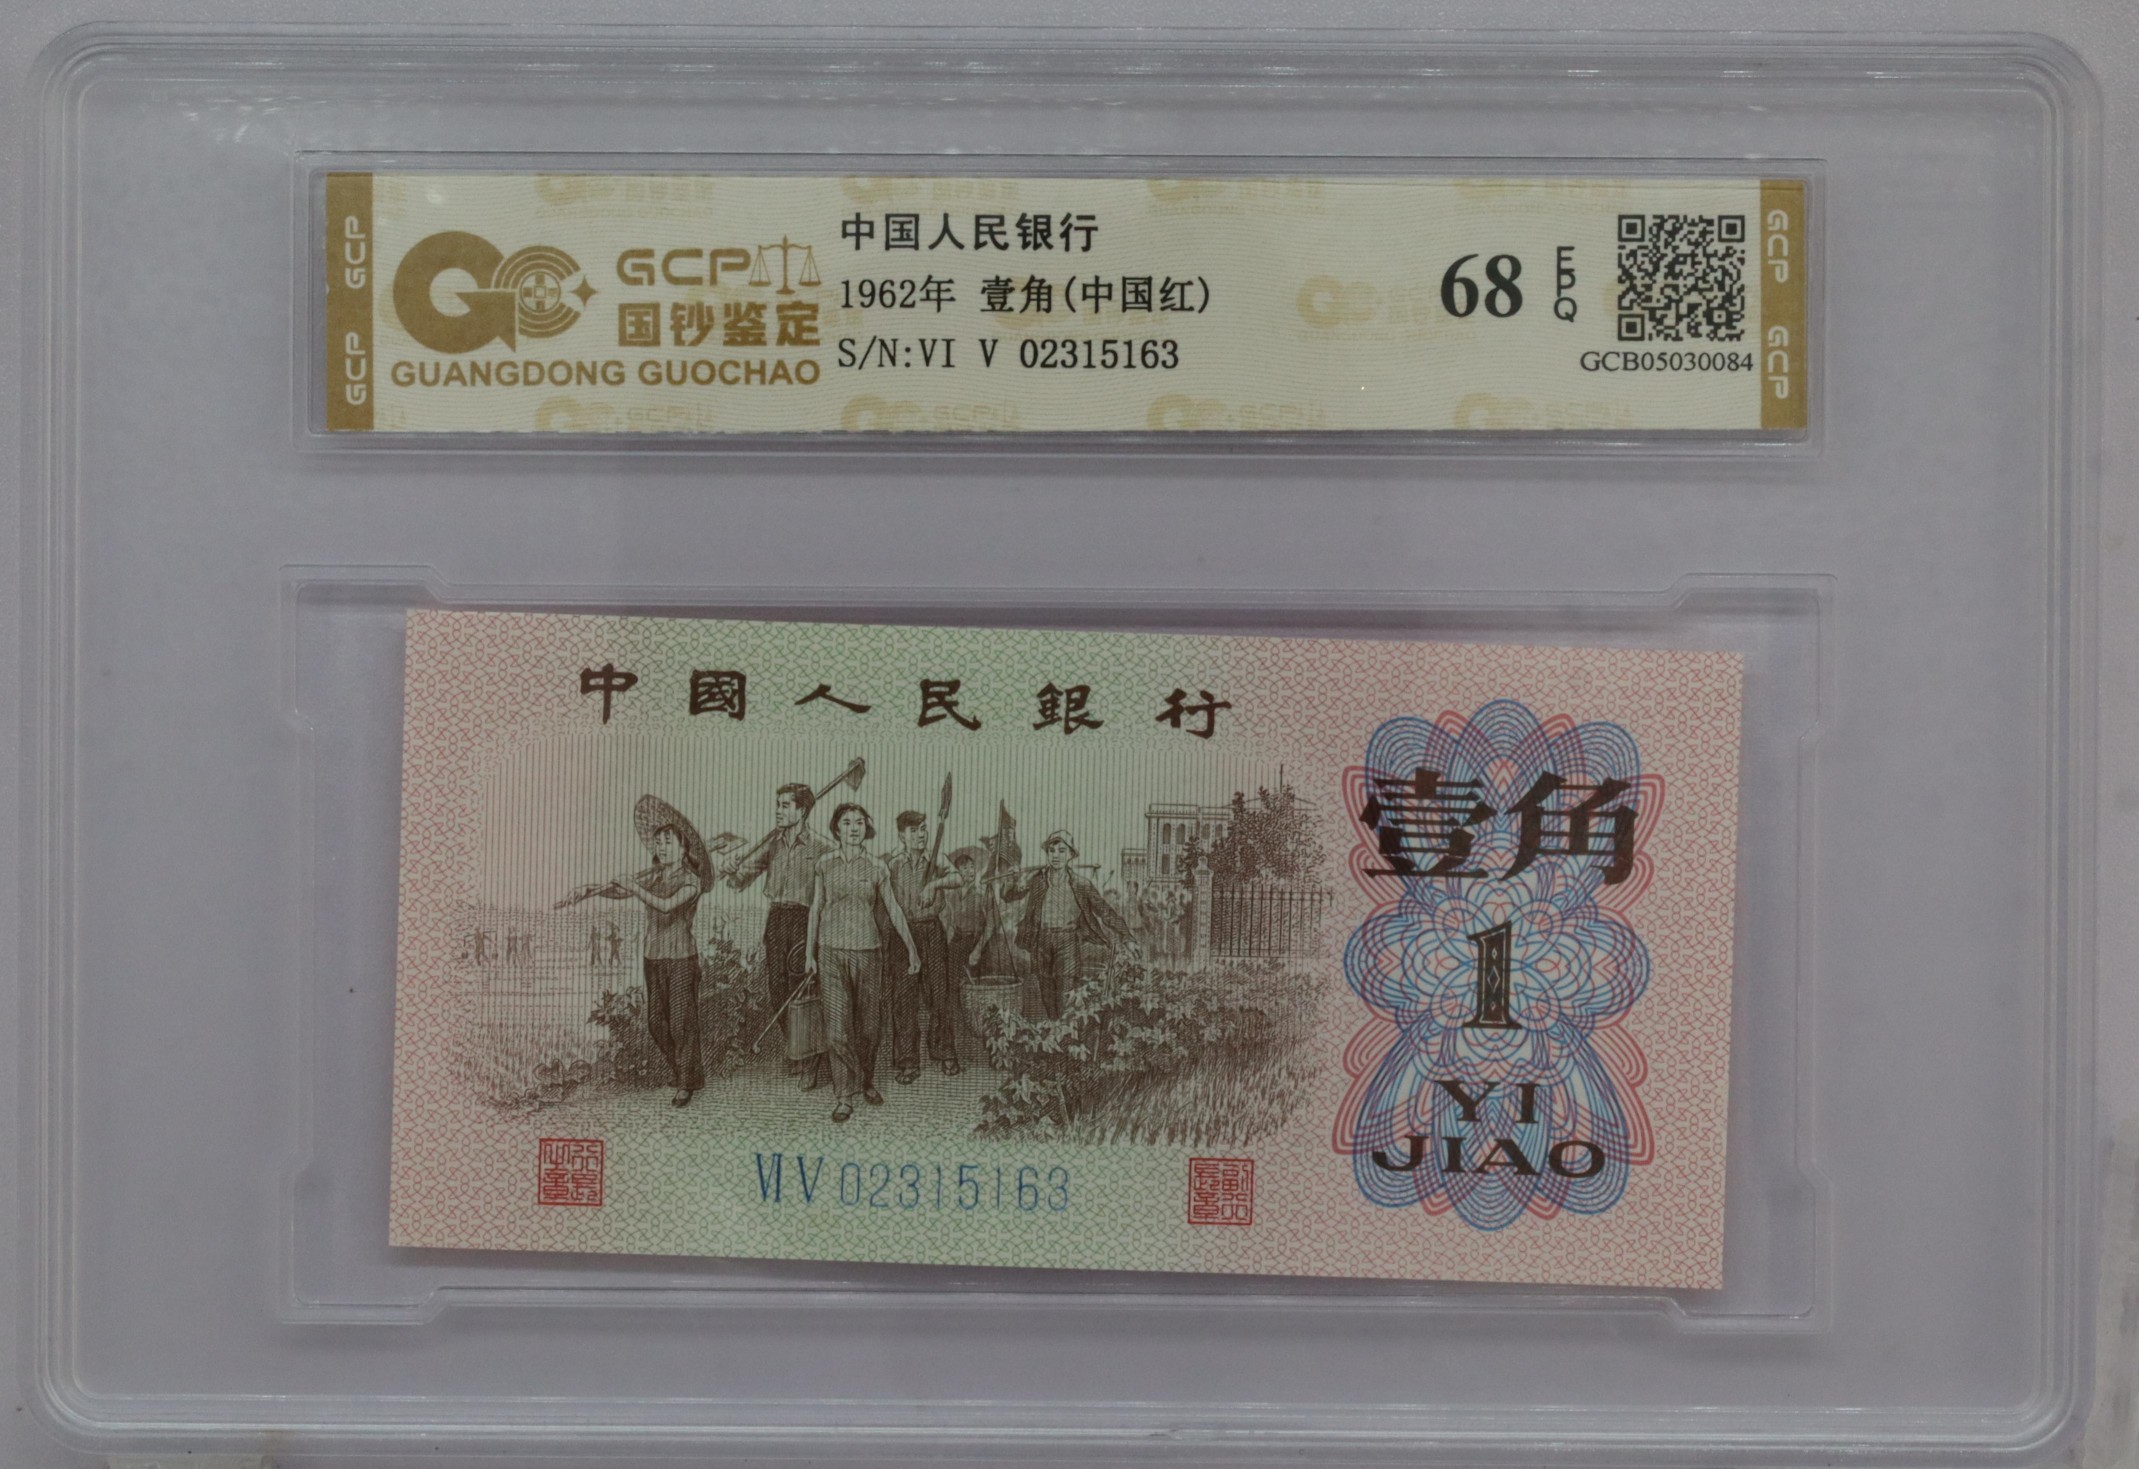 GCP
GCP
GCP
国钞鉴定
GUANGDONG GUOCHAO
中国人民银行
1962年 壹角(中国红)
S/N:VI V 02315163
68
EPQ
GCB05030084
GCP
GCP
中國人民銀行
壹角
1
YI
JIAO
VI V 02315163